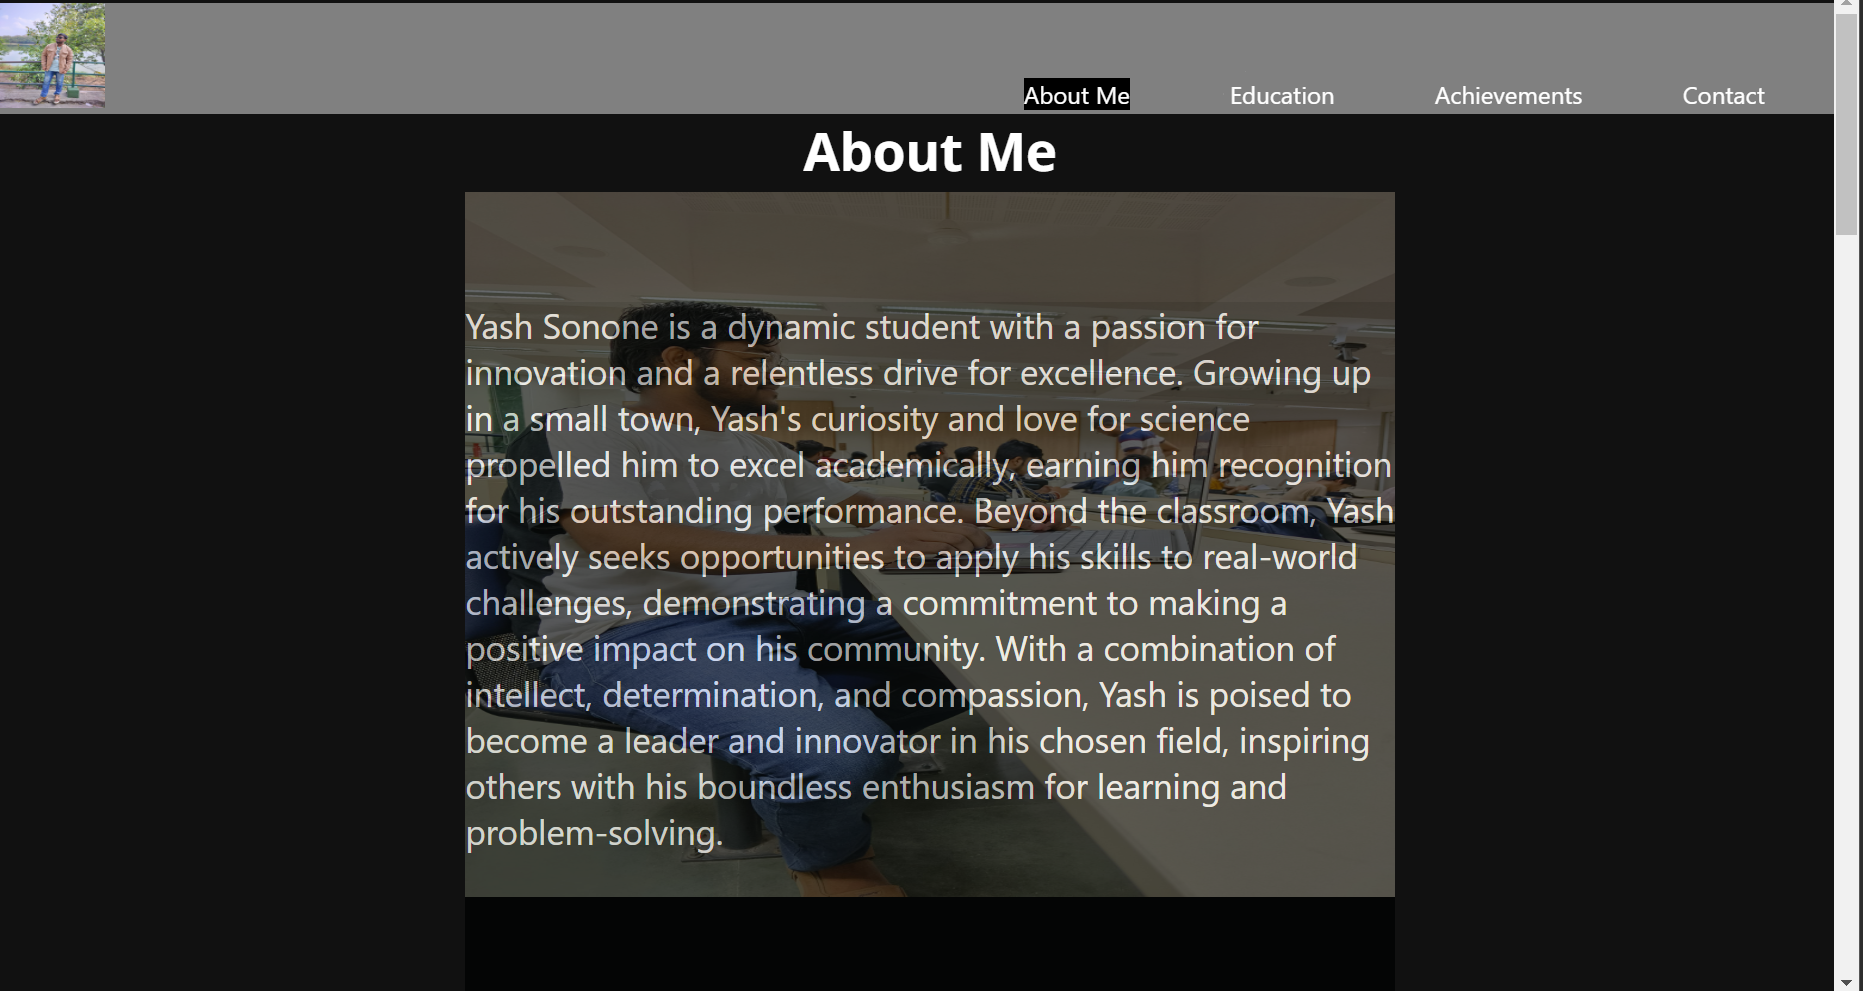 About Me Education Achievements Contact
About Me
Yash Sonone is a dynamic student with a passion for
innovation and a relentless drive for excellence. Growing up
in a small town, Yash's curiosity and love for science
propelled him to excel academically, earning him recognition
for his outstanding performance. Beyond the classroom, Yash
actively seeks opportunities to apply his skills to real-world
challenges, demonstrating a commitment to making a
positive impact on his community. With a combination of
intellect, determination, and compassion, Yash is poised to
become a leader and innovator in his chosen field, inspiring
others with his boundless enthusiasm for learning and
problem-solving.